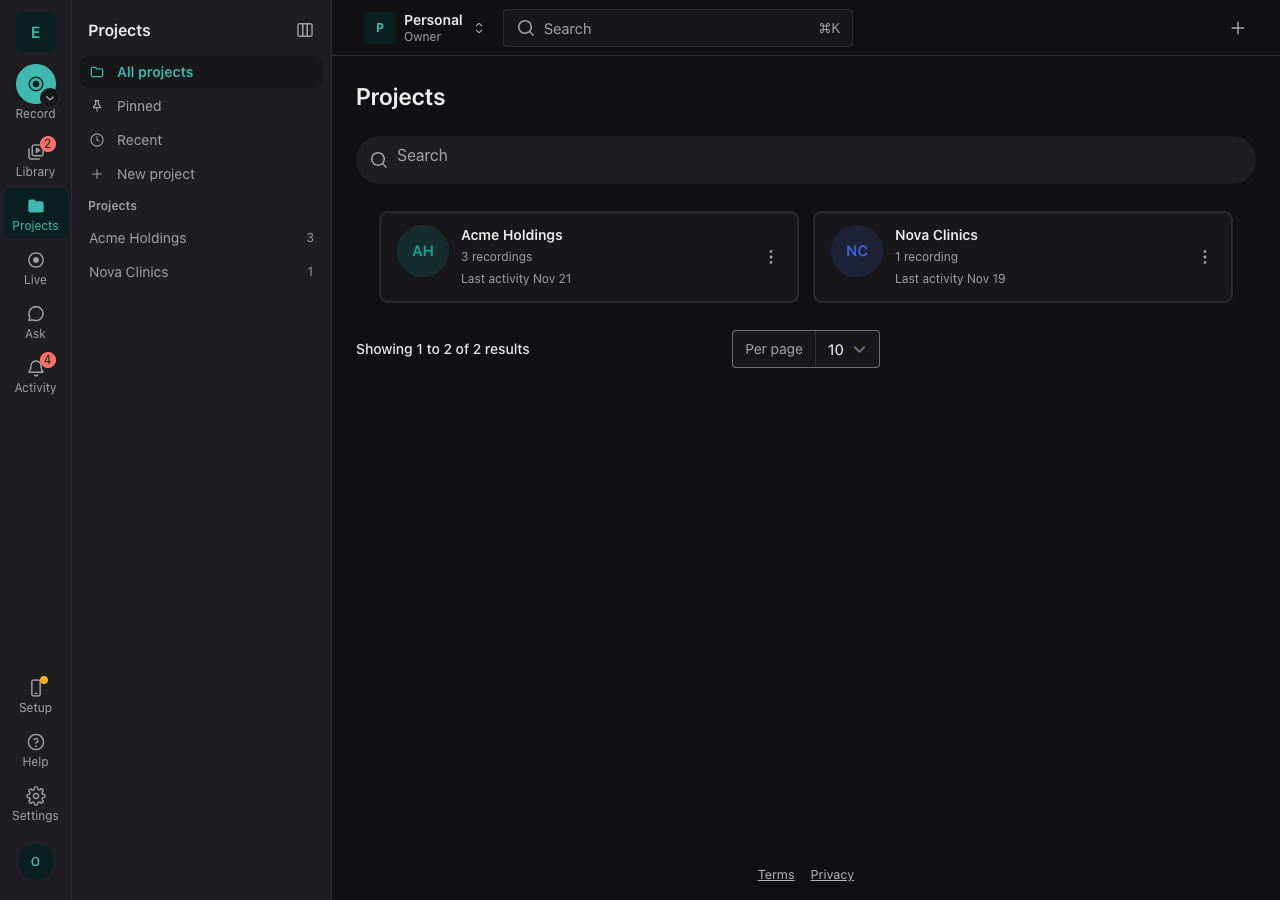 E
Record
2
Library
Projects
Live
Ask
4
Activity
Setup
Help
Settings
O
Projects
All projects
Pinned
Recent
New project
Projects
Acme Holdings 3
Nova Clinics 1
P
Personal
Owner
Search ⌘K
Projects
Search
AH
Acme Holdings
3 recordings
Last activity Nov 21
NC
Nova Clinics
1 recording
Last activity Nov 19
Showing 1 to 2 of 2 results
Per page 10
Terms Privacy